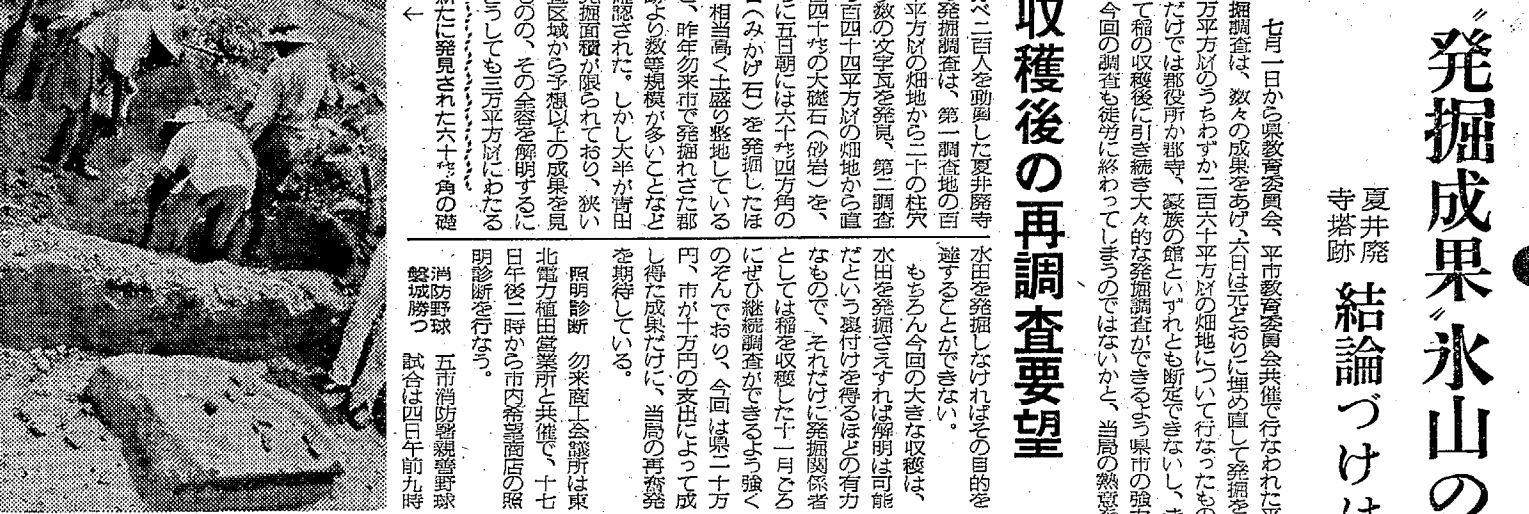 〝発掘成果〟氷山の
夏井廃
寺塔跡
結論づけは
七月一日から県教育委員会、平市教育委員会共催で行なわれた平
掘調査は、数々の成果をあげ、六日は元どおりに埋め直して発掘を
万平方㍍のうちわずか二百六十平方㍍の畑地について行なったもの
だけでは郡役所か郡寺、豪族の館といずれとも断定できないし、
て稲の収穫後に引き続き大々的な発掘調査ができるよう県市の強
今回の調査も徒労に終わってしまうのではないかと、当局の熱意を
収穫後の再調査要望
べ二百人を動員した夏井廃寺
発掘調査は、第一調査地の百
平方㍍の畑地から二十の柱穴
数の文字瓦を発見、第二調査
百四十四平方㍍の畑地から直
四十㌢の大礎石(砂岩)を、
に五日朝には六十㌢四方角の
(みかげ石)を発掘したほ
相当高く土盛り整地している
、昨年勿来市で発掘れさた郡
跡より数等規模が多いことなど
確認された。しかし大半が青田
発掘面積が限られており、狭い
区域から予想以上の成果を見
ものの、その全容を解明するに
うしても三万平方㍍にわたる
水田を発掘しなければその目的を
達することができない。
もちろん今回の大きな収穫は、
水田を発掘さえすれば解明は可能
だという裏付けを得るほどの有力
なもので、それだけに発掘関係者
としては稲を収穫した十一月ごろ
にぜひ継続調査ができるよう強く
のぞんでおり、今回は県二十万
円、市が十万円の支出によって成
し得た成果だけに、当局の再奮発
を期待している。
照明診断 勿来商工会議所は東
北電力植田営業所と共催で、十七
日午後二時から市内希望商店の照
明診断を行なう。
消防野球 五市消防署親善野球
磐城勝つ 試合は四日午前九時
新たに発見された六十㌢角の礎
←